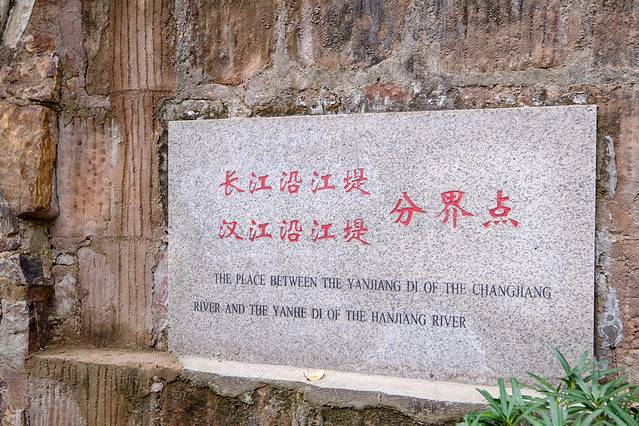 长江沿江堤
汉江沿江堤
分界点
THE PLACE BETWEEN THE YANJIANG DI OF THE CHANGJIANG
RIVER AND THE YANHE DI OF THE HANJIANG RIVER